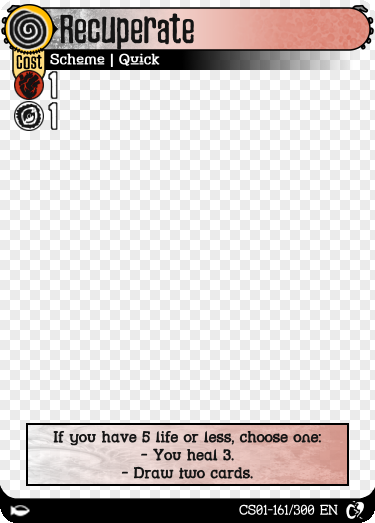 Recuperate
Cost
Scheme | Quick
1
1
If you have 5 life or less, choose one:
- You heal 3.
- Draw two cards.
CS01-161/300 EN